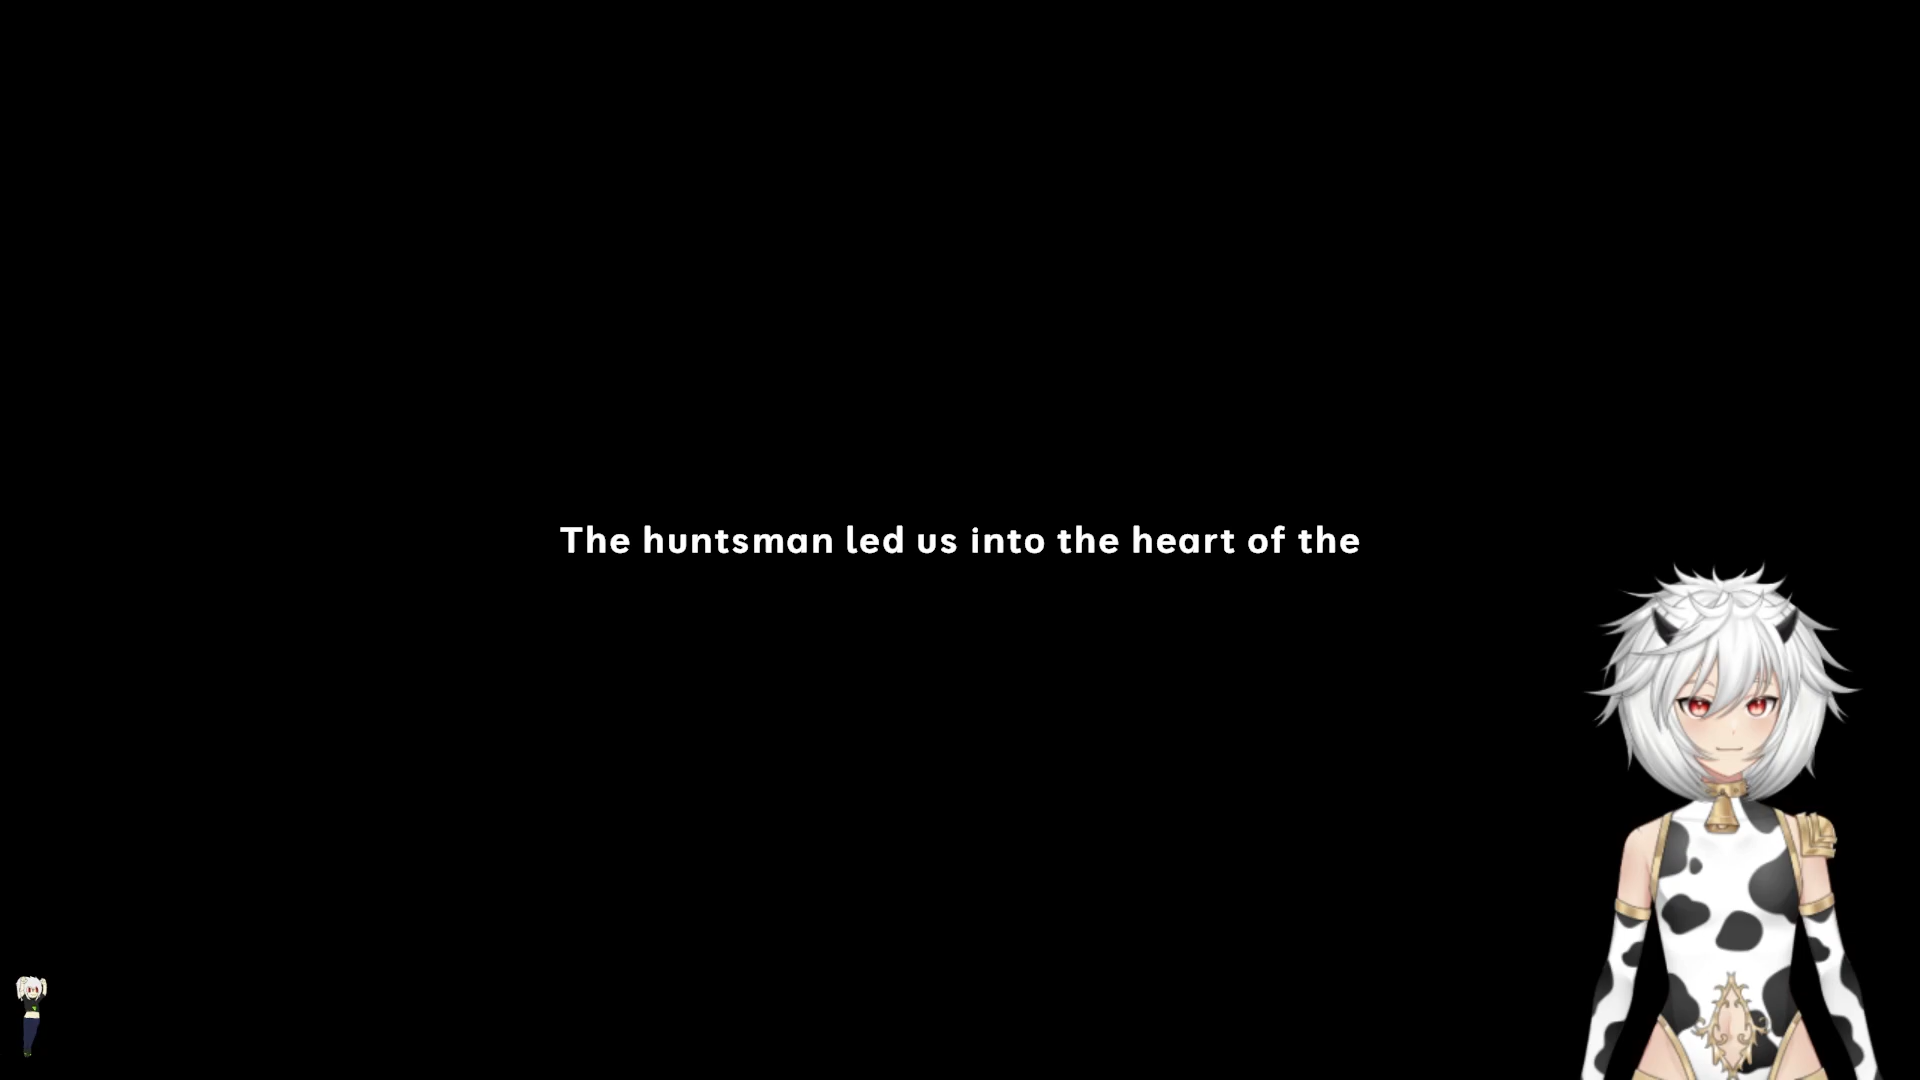 The huntsman led us into the heart of the